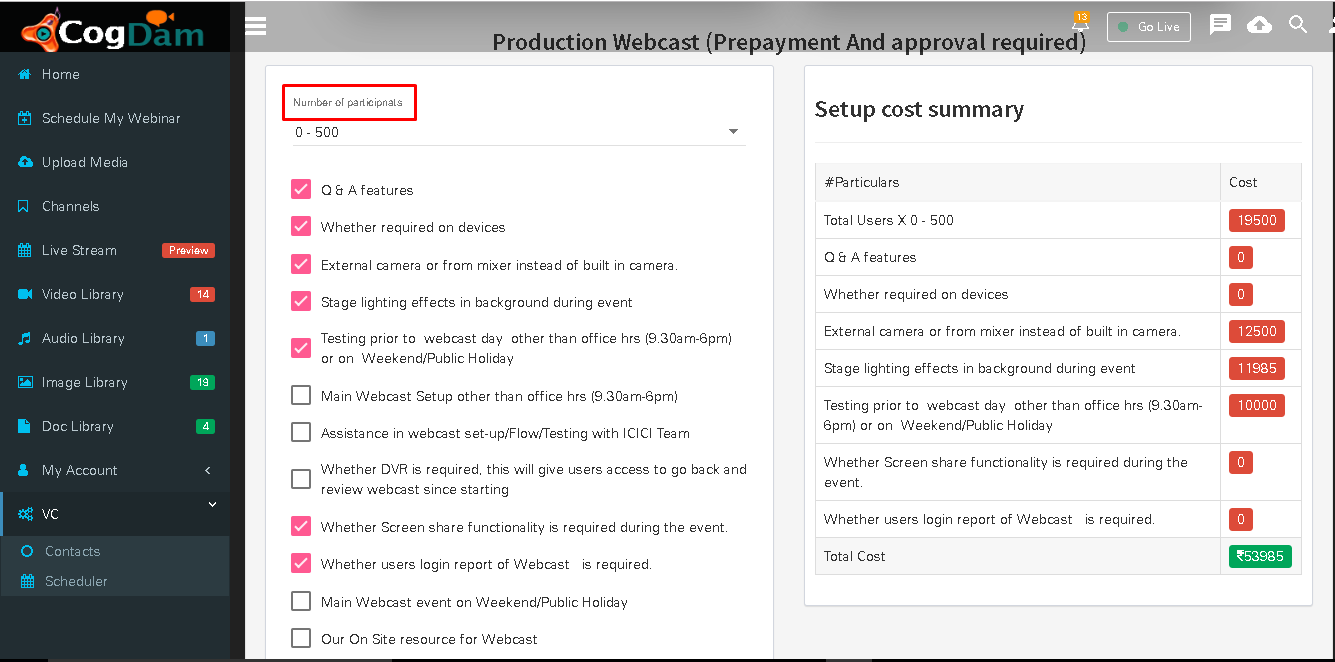 CogDam
Home
Schedule My Webinar
Upload Media
Channels
Live Stream Preview
Video Library 14
Audio Library 1
Image Library 19
Doc Library 4
My Account
VC
Contacts
Scheduler
13
Go Live
Production Webcast (Prepayment And approval required)
Number of participnats
0 - 500
Q & A features
Whether required on devices
External camera or from mixer instead of built in camera.
Stage lighting effects in background during event
Testing prior to webcast day other than office hrs (9.30am-6pm)
or on Weekend/Public Holiday
Main Webcast Setup other than office hrs (9.30am-6pm)
Assistance in webcast set-up/Flow/Testing with ICICI Team
Whether DVR is required, this will give users access to go back and
review webcast since starting
Whether Screen share functionality is required during the event.
Whether users login report of Webcast is required.
Main Webcast event on Weekend/Public Holiday
Our On Site resource for Webcast
Setup cost summary
#Particulars Cost
Total Users X 0 - 500 19500
Q & A features 0
Whether required on devices 0
External camera or from mixer instead of built in camera. 12500
Stage lighting effects in background during event 11985
Testing prior to webcast day other than office hrs (9.30am- 10000
6pm) or on Weekend/Public Holiday
Whether Screen share functionality is required during the 0
event.
Whether users login report of Webcast is required. 0
Total Cost ₹53985